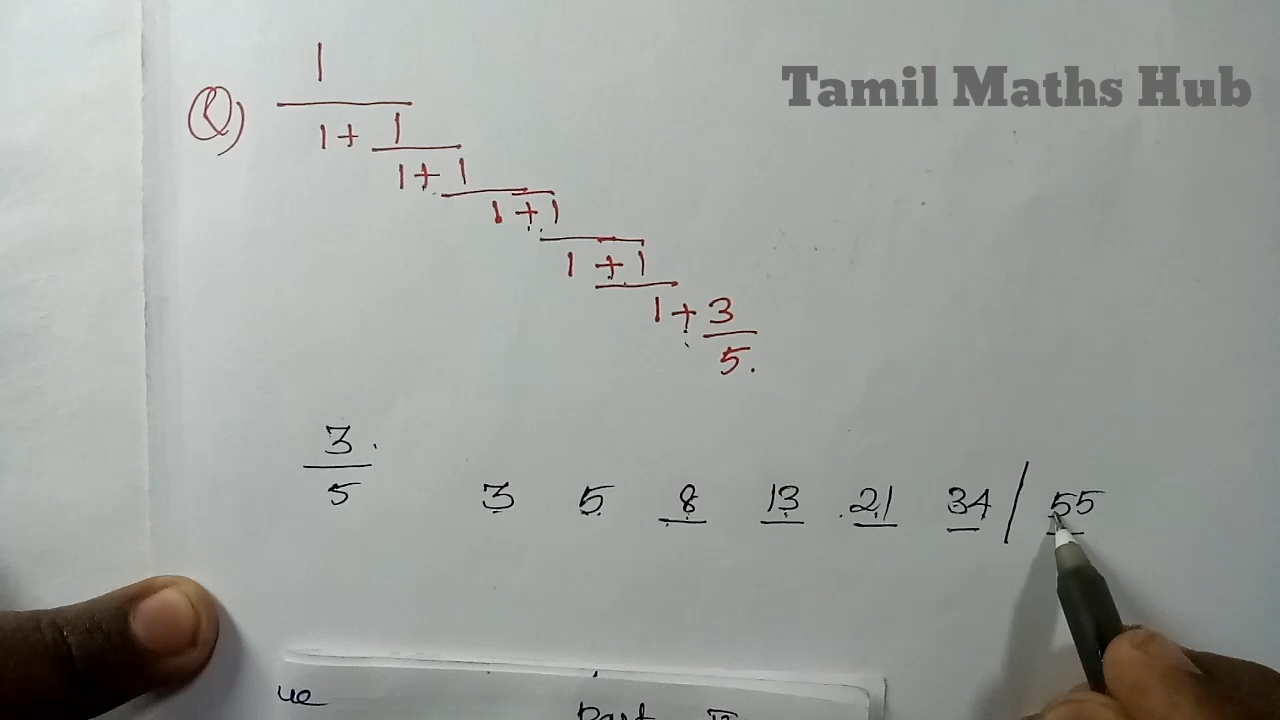 Tamil Maths Hub
Q) 1
1 + 1
1 + 1
1 + 1
1 + 1
1 + 3
5.
3
5
3 5 8 13 21 34 / 55
ue